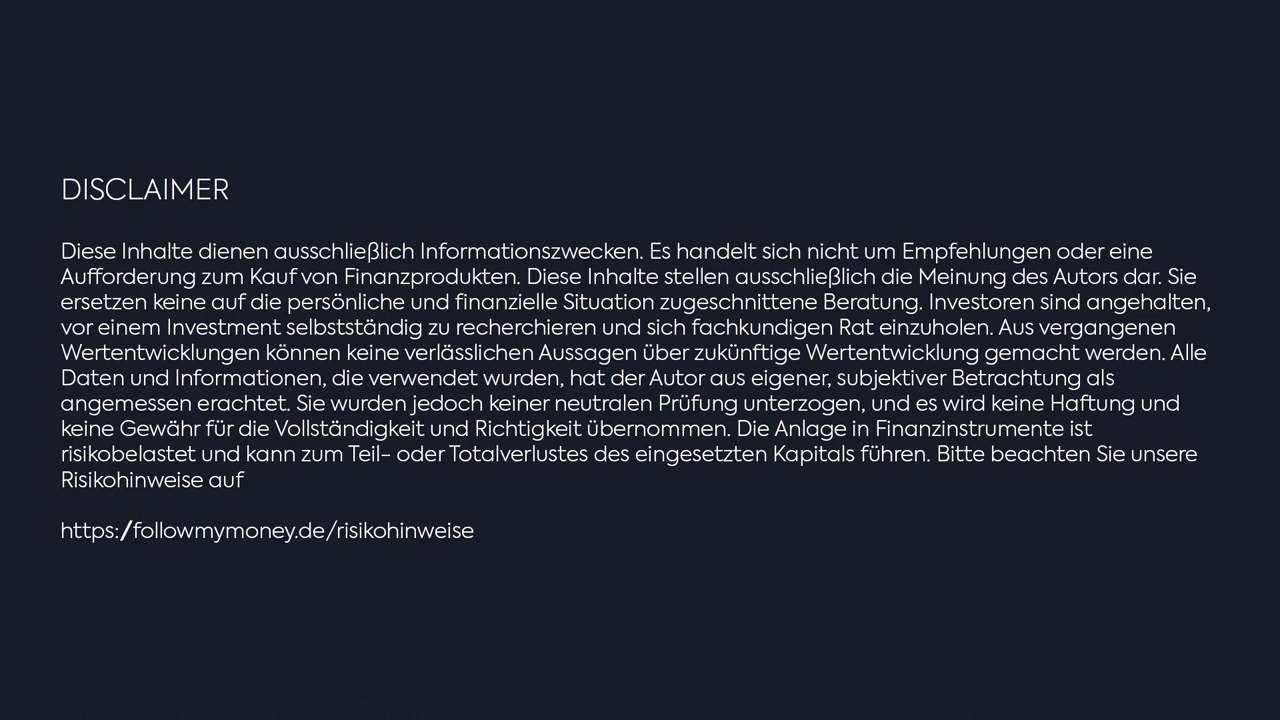 DISCLAIMER
Diese Inhalte dienen ausschließlich Informationszwecken. Es handelt sich nicht um Empfehlungen oder eine
Aufforderung zum Kauf von Finanzprodukten. Diese Inhalte stellen ausschließlich die Meinung des Autors dar. Sie
ersetzen keine auf die persönliche und finanzielle Situation zugeschnittene Beratung. Investoren sind angehalten,
vor einem Investment selbstständig zu recherchieren und sich fachkundigen Rat einzuholen. Aus vergangenen
Wertentwicklungen können keine verlässlichen Aussagen über zukünftige Wertentwicklung gemacht werden. Alle
Daten und Informationen, die verwendet wurden, hat der Autor aus eigener, subjektiver Betrachtung als
angemessen erachtet. Sie wurden jedoch keiner neutralen Prüfung unterzogen, und es wird keine Haftung und
keine Gewähr für die Vollständigkeit und Richtigkeit übernommen. Die Anlage in Finanzinstrumente ist
risikobelastet und kann zum Teil- oder Totalverlustes des eingesetzten Kapitals führen. Bitte beachten Sie unsere
Risikohinweise auf
https://followmymoney.de/risikohinweise